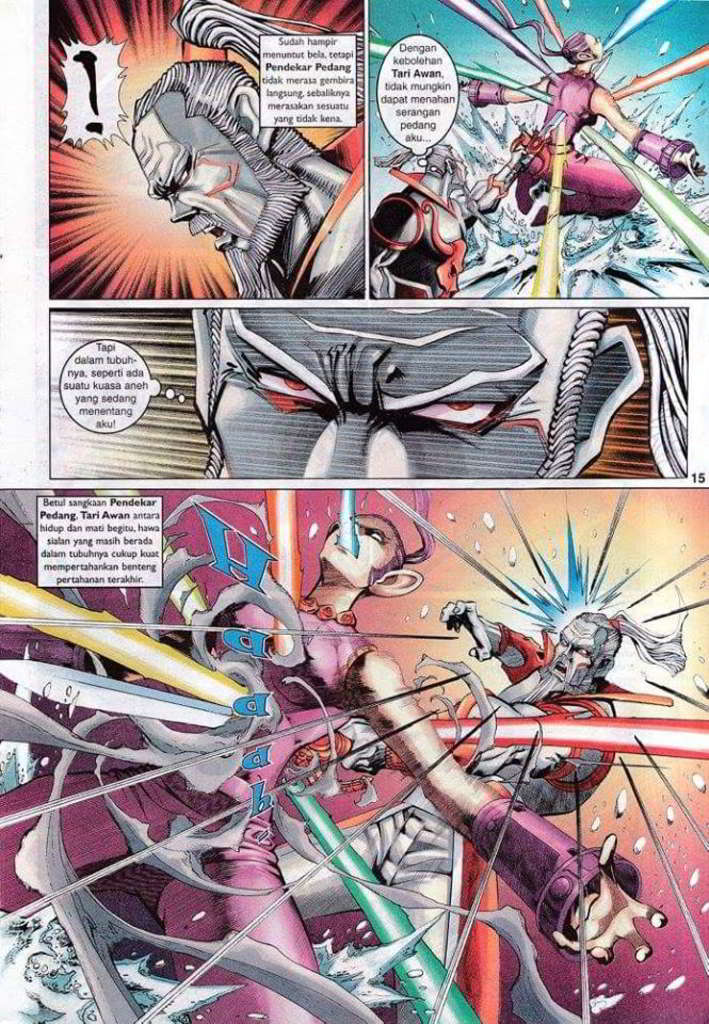 !
Sudah hampir
menuntut bela, tetapi
Pendekar Pedang
tidak merasa gembira
langsung, sebaliknya
merasakan sesuatu
yang tidak kena.
Dengan
kebolehan
Tari Awan,
tidak mungkin
dapat menahan
serangan
pedang
aku...
Tapi
dalam tubuh-
nya, seperti ada
suatu kuasa aneh
yang sedang
menentang
aku!
15
Betul sangkaan Pendekar
Pedang, Tari Awan antara
hidup dan mati begitu, hawa
sialan yang masih berada
dalam tubuhnya cukup kuat
mempertahankan benteng
pertahanan terakhir.
Hadddah